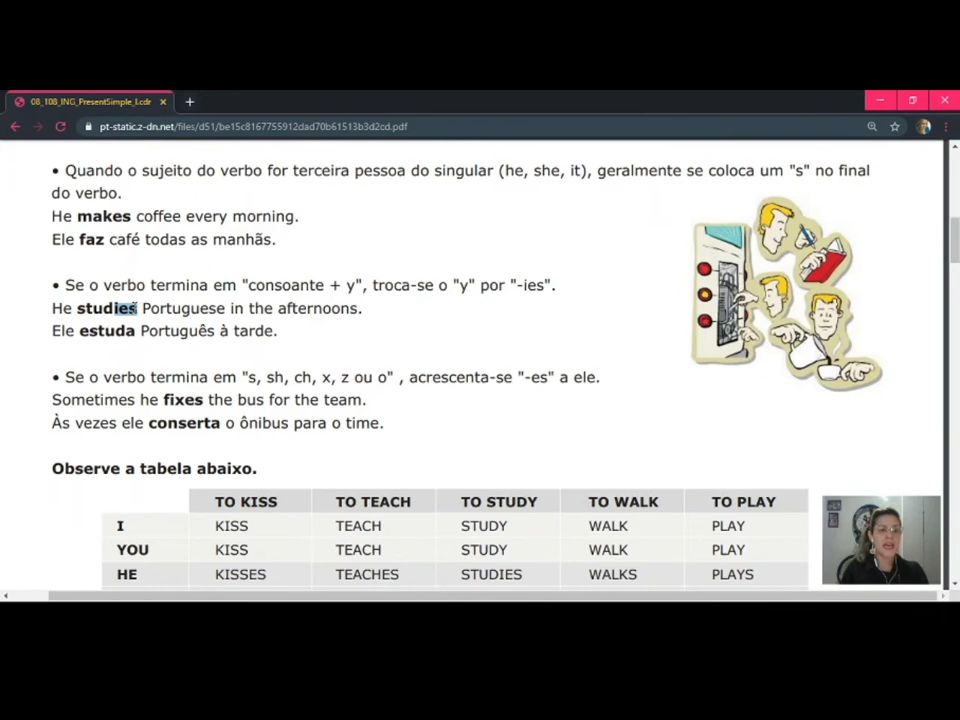 08_108_ING_PresentSimple_I.cdr
pt-static.z-dn.net/files/d51/be15c8167755912dad70b61513b3d2cd.pdf
• Quando o sujeito do verbo for terceira pessoa do singular (he, she, it), geralmente se coloca um "s" no final
do verbo.
He makes coffee every morning.
Ele faz café todas as manhãs.
• Se o verbo termina em "consoante + y", troca-se o "y" por "-ies".
He studies Portuguese in the afternoons.
Ele estuda Português à tarde.
• Se o verbo termina em "s, sh, ch, x, z ou o" , acrescenta-se "-es" a ele.
Sometimes he fixes the bus for the team.
Às vezes ele conserta o ônibus para o time.
Observe a tabela abaixo.
TO KISS TO TEACH TO STUDY TO WALK TO PLAY
I KISS TEACH STUDY WALK PLAY
YOU KISS TEACH STUDY WALK PLAY
HE KISSES TEACHES STUDIES WALKS PLAYS